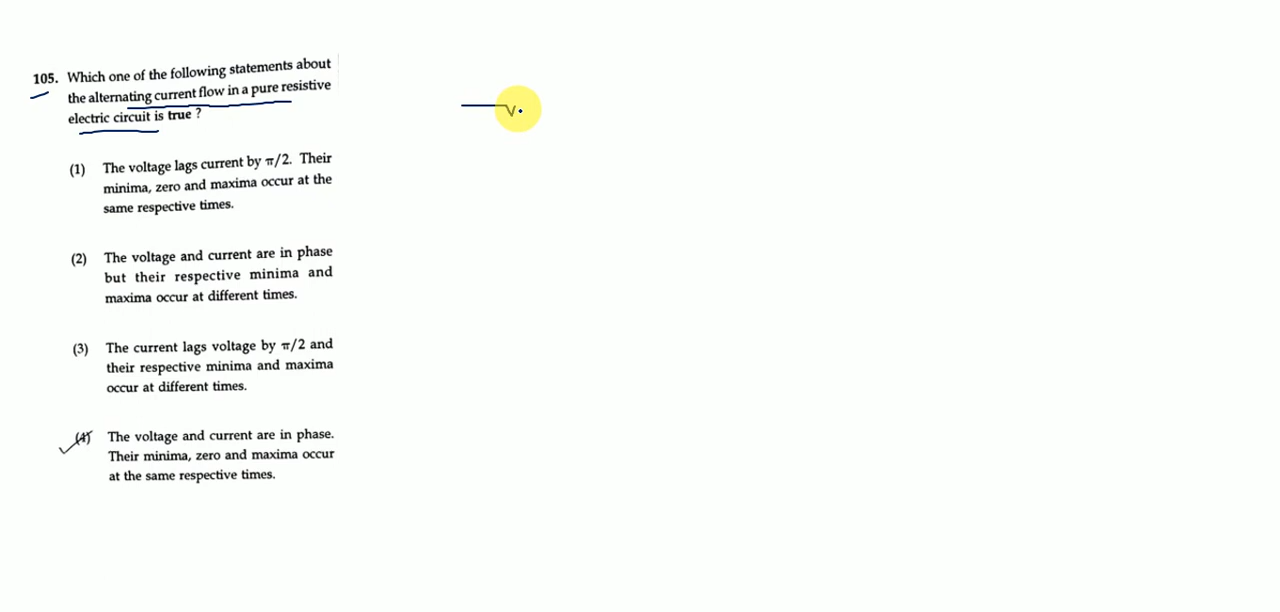 105. Which one of the following statements about
the alternating current flow in a pure resistive
electric circuit is true ?
(1) The voltage lags current by π/2. Their
minima, zero and maxima occur at the
same respective times.
(2) The voltage and current are in phase
but their respective minima and
maxima occur at different times.
(3) The current lags voltage by π/2 and
their respective minima and maxima
occur at different times.
(4) The voltage and current are in phase.
Their minima, zero and maxima occur
at the same respective times.